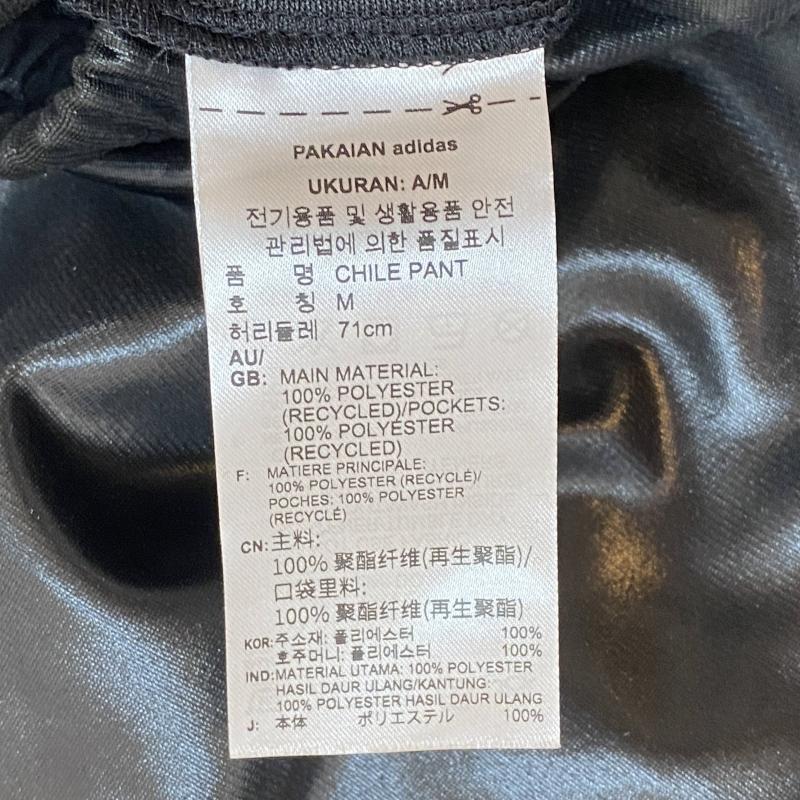 PAKAIAN adidas
UKURAN: A/M
전기용품 및 생활용품 안전
관리법에 의한 품질표시
품 명 CHILE PANT
호 칭 M
허리둘레 71cm
AU/
GB: MAIN MATERIAL:
100% POLYESTER
(RECYCLED)/POCKETS:
100% POLYESTER
(RECYCLED)
F: MATIERE PRINCIPALE:
100% POLYESTER (RECYCLÉ)/
POCHES: 100% POLYESTER
(RECYCLÉ)
CN: 主料:
100% 聚酯纤维(再生聚酯)/
口袋里料:
100% 聚酯纤维(再生聚酯)
KOR: 주소재: 폴리에스터 100%
호주머니: 폴리에스터 100%
IND: MATERIAL UTAMA: 100% POLYESTER
HASIL DAUR ULANG/KANTUNG:
100% POLYESTER HASIL DAUR ULANG
J: 本体 ポリエステル 100%